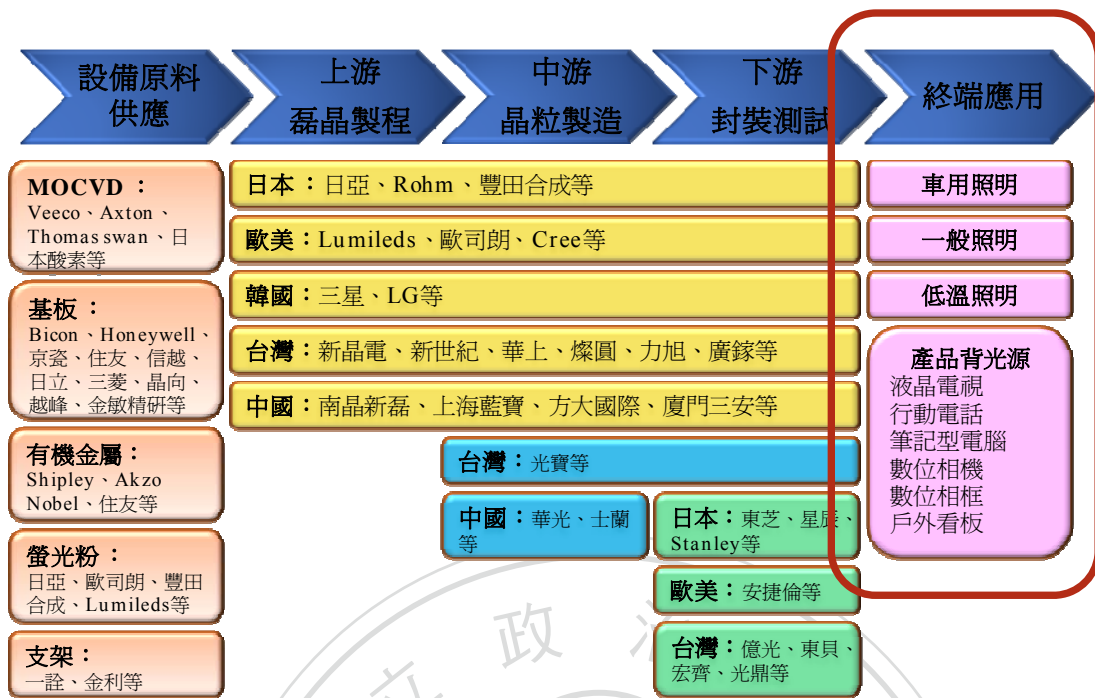 設備原料
供應
上游
磊晶製程
中游
晶粒製造
下游
封裝測試
終端應用
MOCVD ：
Veeco、Axton、
Thomas swan、日
本酸素等
基板：
Bicon、Honeywell、
京瓷、住友、信越、
日立、三菱、晶向、
越峰、金敏精研等
有機金屬：
Shipley、Akzo
Nobel、住友等
螢光粉：
日亞、歐司朗、豐田
合成、Lumileds等
支架：
一詮、金利等
日本：日亞、Rohm、豐田合成等
歐美：Lumileds、歐司朗、Cree等
韓國：三星、LG等
台灣：新晶電、新世紀、華上、燦圓、力旭、廣鎵等
中國：南晶新磊、上海藍寶、方大國際、廈門三安等
台灣：光寶等
中國：華光、士蘭
等
日本：東芝、星辰、
Stanley等
歐美：安捷倫等
台灣：億光、東貝、
宏齊、光鼎等
車用照明
一般照明
低溫照明
產品背光源
液晶電視
行動電話
筆記型電腦
數位相機
數位相框
戶外看板
立政治